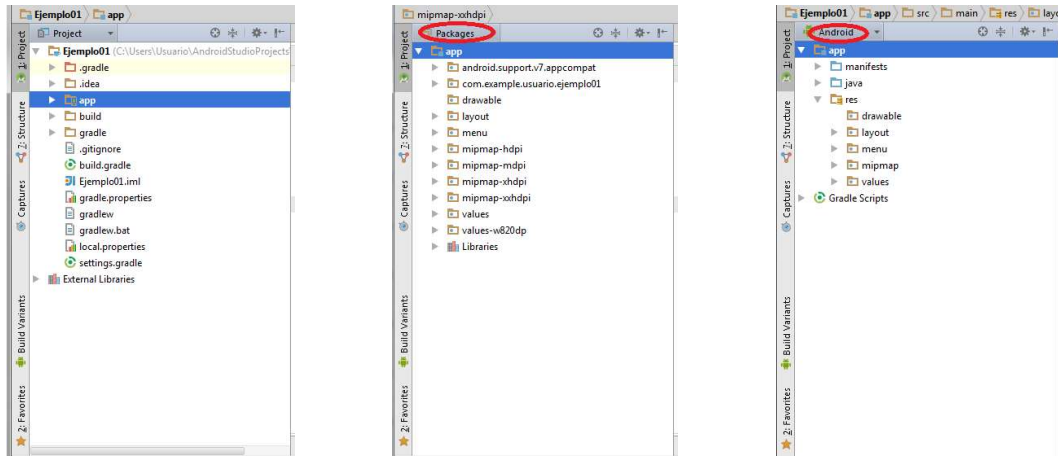 Ejemplo01 app
Project
Ejemplo01 (C:\Users\Usuario\AndroidStudioProjects
.gradle
.idea
app
build
gradle
.gitignore
build.gradle
Ejemplo01.iml
gradle.properties
gradlew
gradlew.bat
local.properties
settings.gradle
External Libraries
1: Project
7: Structure
Captures
Build Variants
2: Favorites
mipmap-xxhdpi
Packages
app
android.support.v7.appcompat
com.example.usuario.ejemplo01
drawable
layout
menu
mipmap-hdpi
mipmap-mdpi
mipmap-xhdpi
mipmap-xxhdpi
values
values-w820dp
Libraries
1: Project
7: Structure
Captures
Build Variants
2: Favorites
Ejemplo01 app src main res layo
Android
app
manifests
java
res
drawable
layout
menu
mipmap
values
Gradle Scripts
1: Project
7: Structure
Captures
Build Variants
2: Favorites